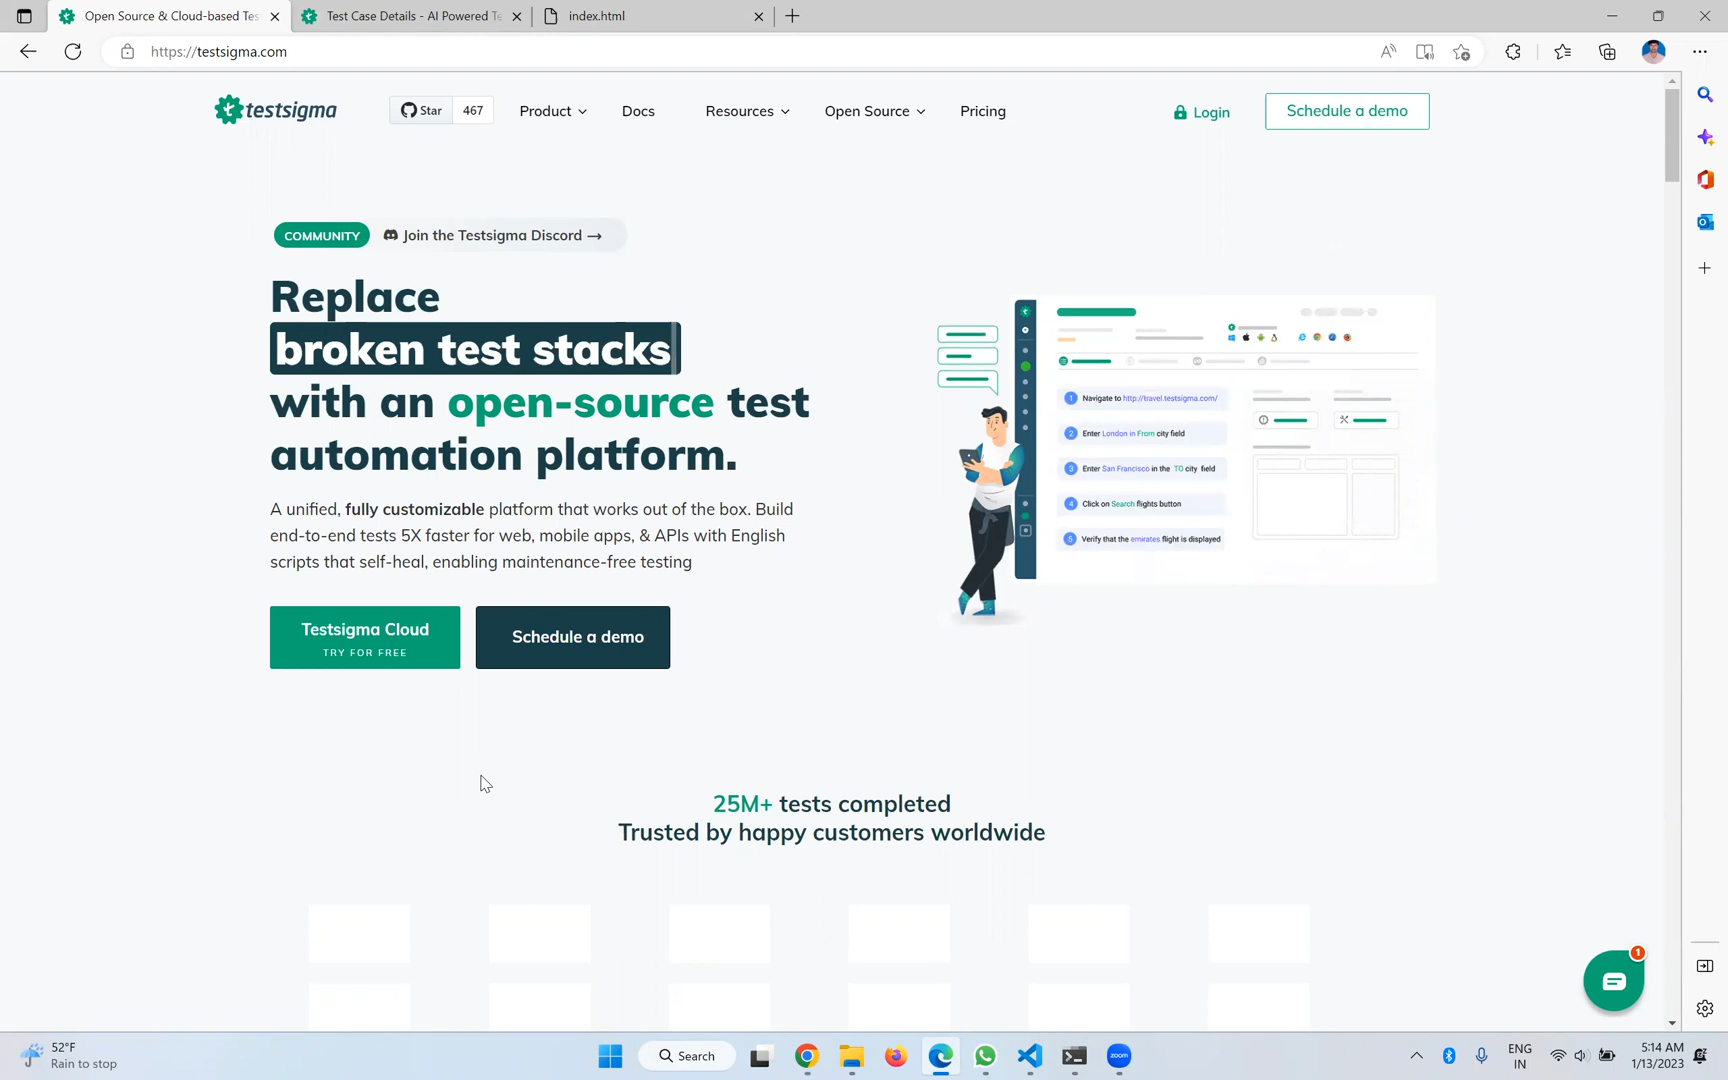 Open Source & Cloud-based Tes
Test Case Details - AI Powered Te
index.html
https://testsigma.com
testsigma
Star
467
Product
Docs
Resources
Open Source
Pricing
Login
Schedule a demo
COMMUNITY
Join the Testsigma Discord →
Replace
broken test stacks
with an open-source test
automation platform.
A unified, fully customizable platform that works out of the box. Build
end-to-end tests 5X faster for web, mobile apps, & APIs with English
scripts that self-heal, enabling maintenance-free testing
Testsigma Cloud
TRY FOR FREE
Schedule a demo
1 Navigate to http://travel.testsigma.com/
2 Enter London in From city field
3 Enter San Francisco in the TO city field
4 Click on Search flights button
5 Verify that the emirates flight is displayed
25M+ tests completed
Trusted by happy customers worldwide
1
52°F
Rain to stop
Search
zoom
ENG
IN
5:14 AM
1/13/2023